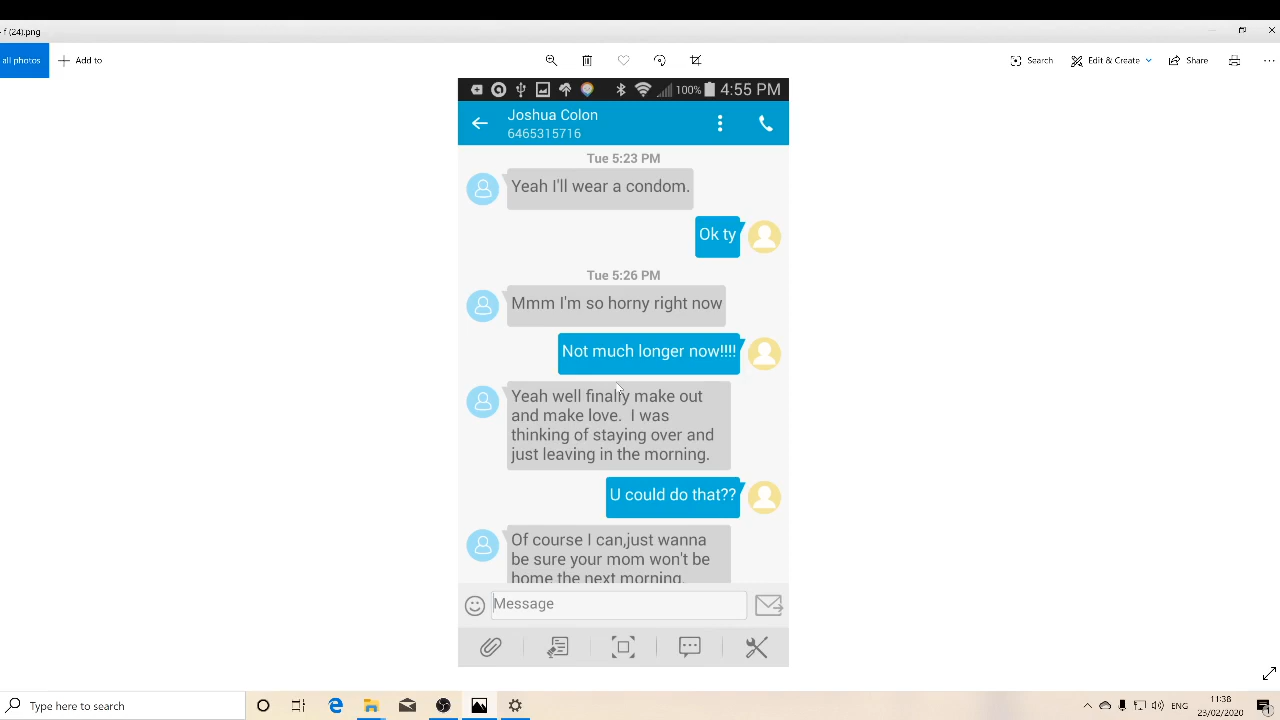 f (24).png
all photos
Add to
Search
Edit & Create
Share
100% 4:55 PM
Joshua Colon
6465315716
Tue 5:23 PM
Yeah I'll wear a condom.
Ok ty
Tue 5:26 PM
Mmm I'm so horny right now
Not much longer now!!!!
Yeah well finally make out
and make love. I was
thinking of staying over and
just leaving in the morning.
U could do that??
Of course I can,just wanna
be sure your mom won't be
home the next morning.
Message
Type here to search
ENG
11:38
23/02/2020